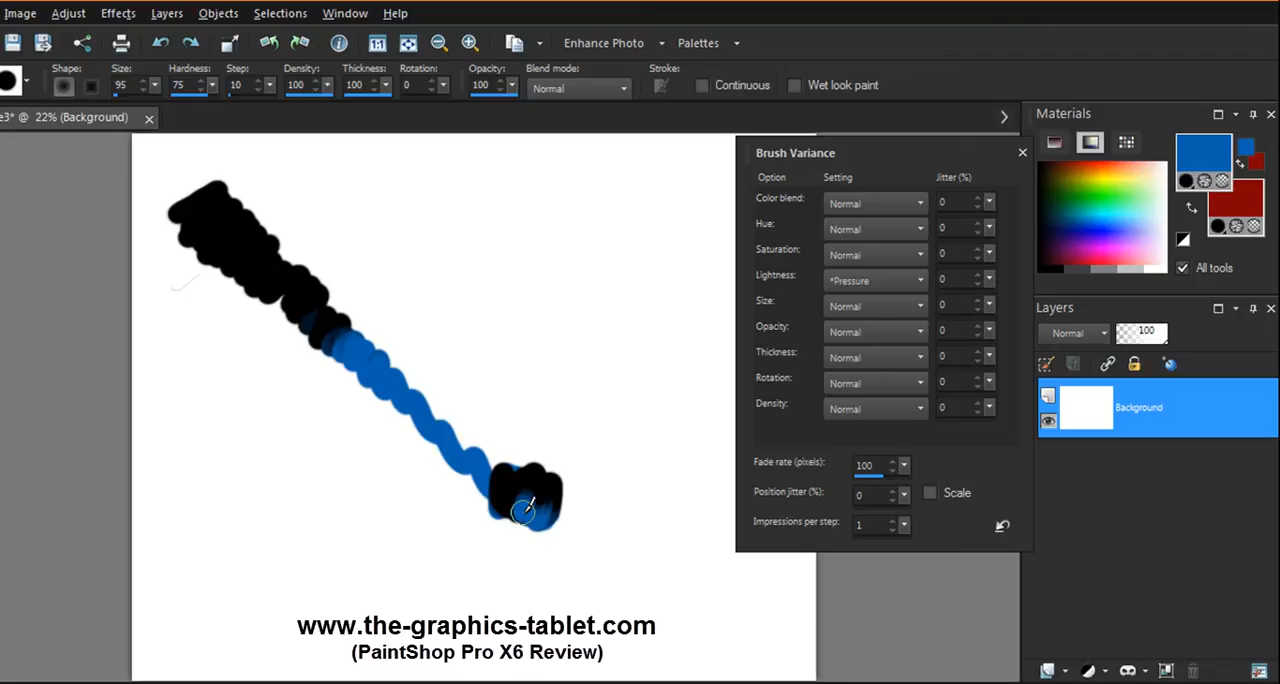 Image Adjust Effects Layers Objects Selections Window Help
1:1 Enhance Photo Palettes
Shape: Size: Hardness: Step: Density: Thickness: Rotation: Opacity: Blend mode: Stroke:
95 75 10 100 100 0 100 Normal Continuous Wet look paint
e3* @ 22% (Background)
Materials
All tools
Brush Variance
Option Setting Jitter (%)
Color blend: Normal 0
Hue: Normal 0
Saturation: Normal 0
Lightness: *Pressure 0
Size: Normal 0
Opacity: Normal 0
Thickness: Normal 0
Rotation: Normal 0
Density: Normal 0
Fade rate (pixels): 100
Position jitter (%): 0 Scale
Impressions per step: 1
Layers
Normal 100
Background
www.the-graphics-tablet.com
(PaintShop Pro X6 Review)